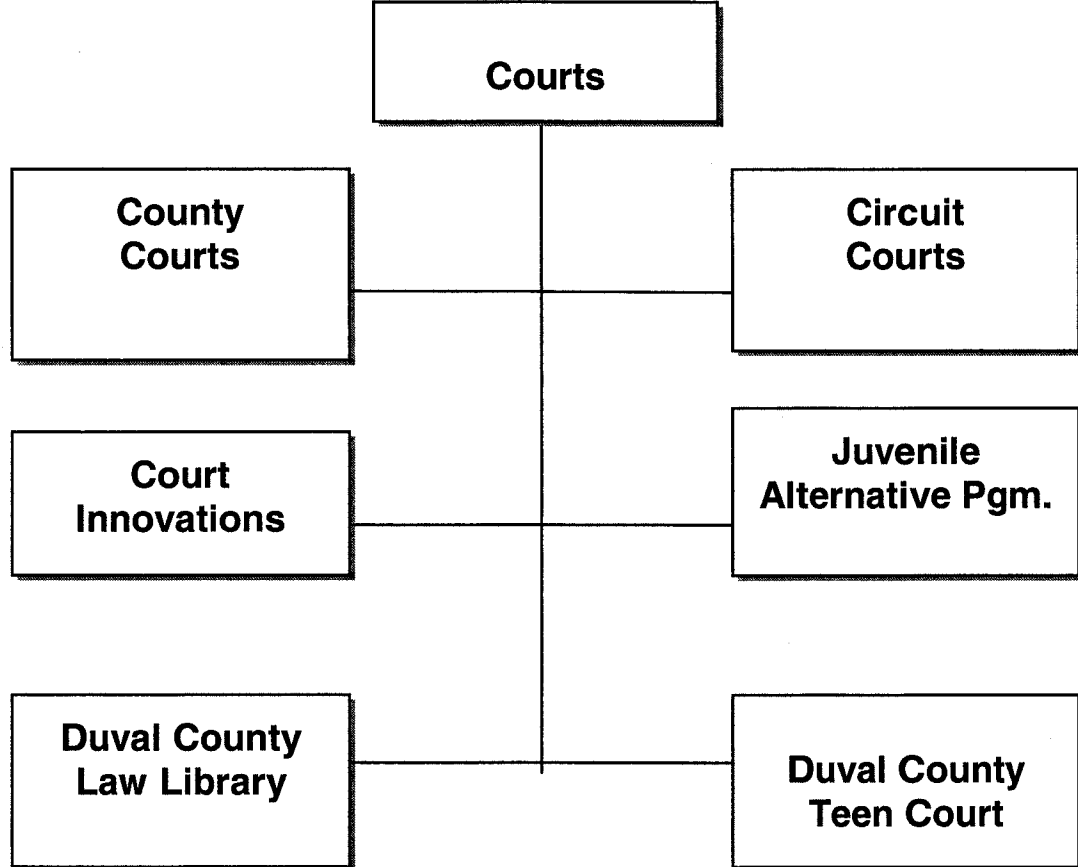 Courts
County
Courts
Circuit
Courts
Court
Innovations
Juvenile
Alternative Pgm.
Duval County
Law Library
Duval County
Teen Court